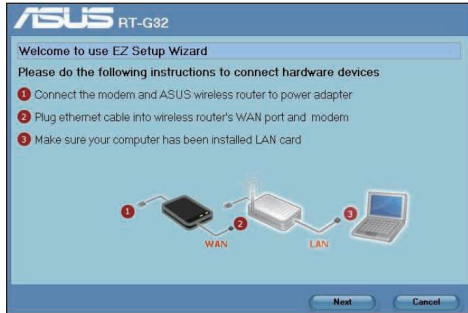 ASUS RT-G32
Welcome to use EZ Setup Wizard
Please do the following instructions to connect hardware devices
1 Connect the modem and ASUS wireless router to power adapter
2 Plug ethernet cable into wireless router's WAN port and modem
3 Make sure your computer has been installed LAN card
1
2
3
WAN
LAN
Next
Cancel